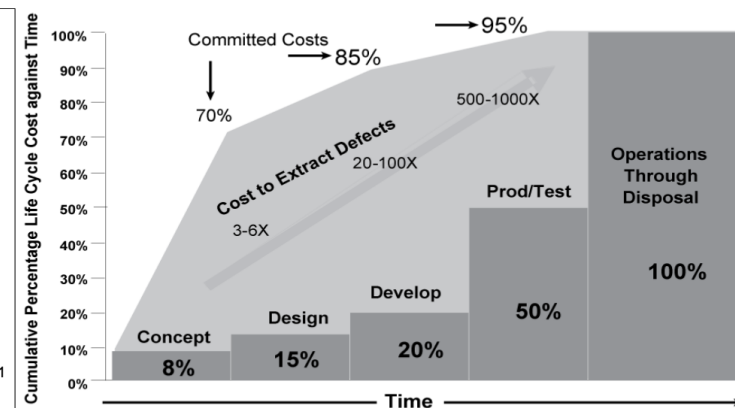 Cumulative Percentage Life Cycle Cost against Time
100%
90%
80%
70%
60%
50%
40%
30%
20%
10%
0%
Committed Costs
70%
85%
95%
Cost to Extract Defects
3-6X
20-100X
500-1000X
Concept
8%
Design
15%
Develop
20%
Prod/Test
50%
Operations
Through
Disposal
100%
Time
1